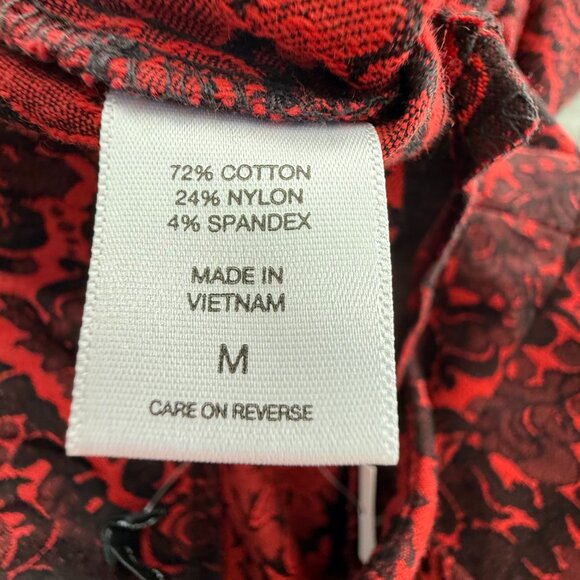 72% COTTON
24% NYLON
4% SPANDEX
MADE IN
VIETNAM
M
CARE ON REVERSE